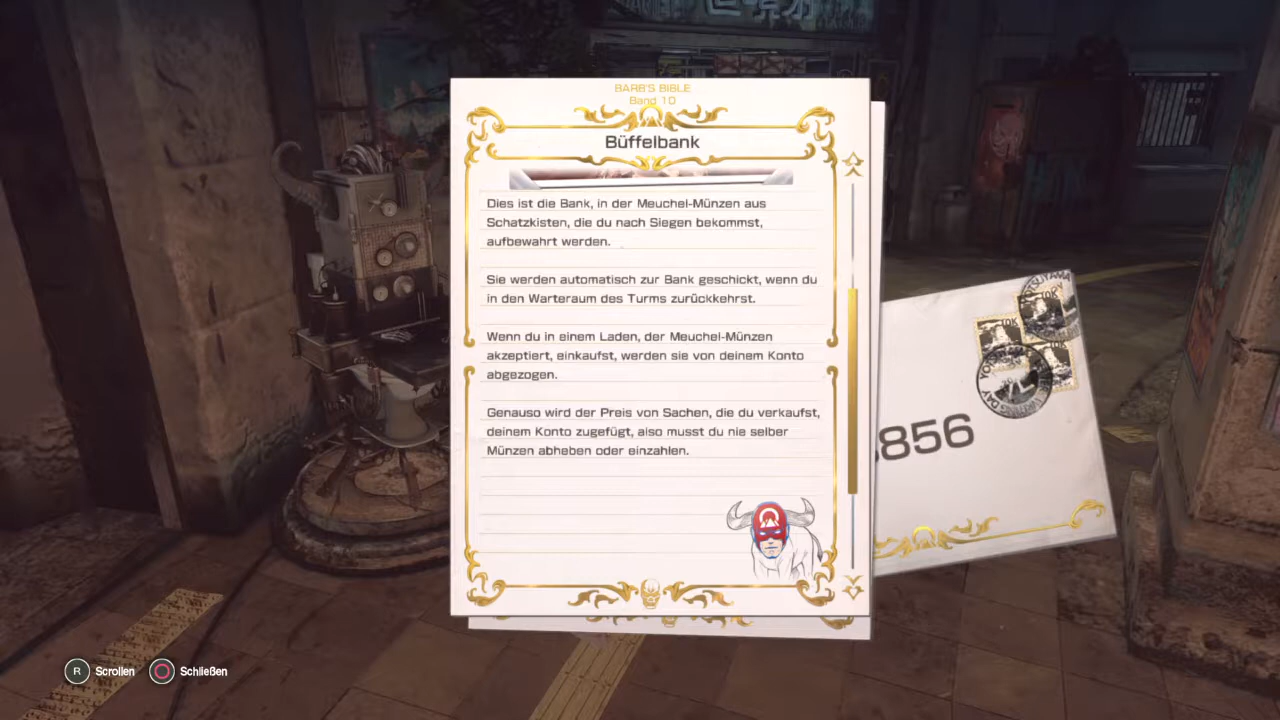 BARB'S BIBLE
Band 10
Büffelbank
Dies ist die Bank, in der Meuchel-Münzen aus
Schatzkisten, die du nach Siegen bekommst,
aufbewahrt werden.
Sie werden automatisch zur Bank geschickt, wenn du
in den Warteraum des Turms zurückkehrst.
Wenn du in einem Laden, der Meuchel-Münzen
akzeptiert, einkaufst, werden sie von deinem Konto
abgezogen.
Genauso wird der Preis von Sachen, die du verkaufst,
deinem Konto zugefügt, also musst du nie selber
Münzen abheben oder einzahlen.
856
R Scrollen
Schließen